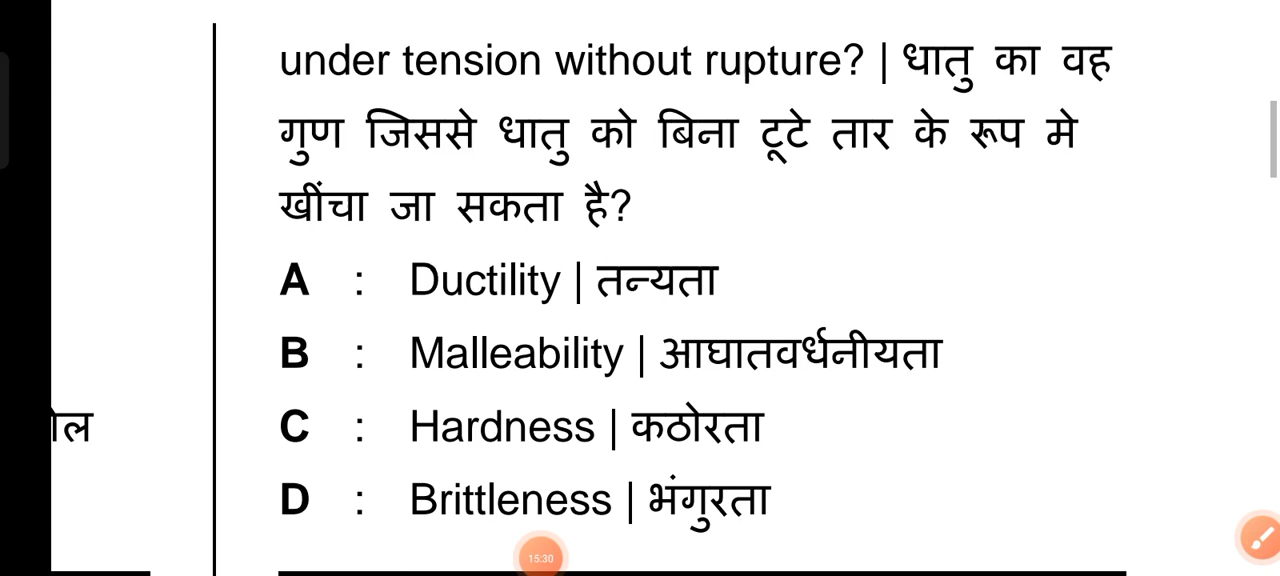 under tension without rupture? | धातु का वह
गुण जिससे धातु को बिना टूटे तार के रूप मे
खींचा जा सकता है?
A : Ductility | तन्यता
B : Malleability | आघातवर्धनीयता
C : Hardness | कठोरता
D : Brittleness | भंगुरता
15:30